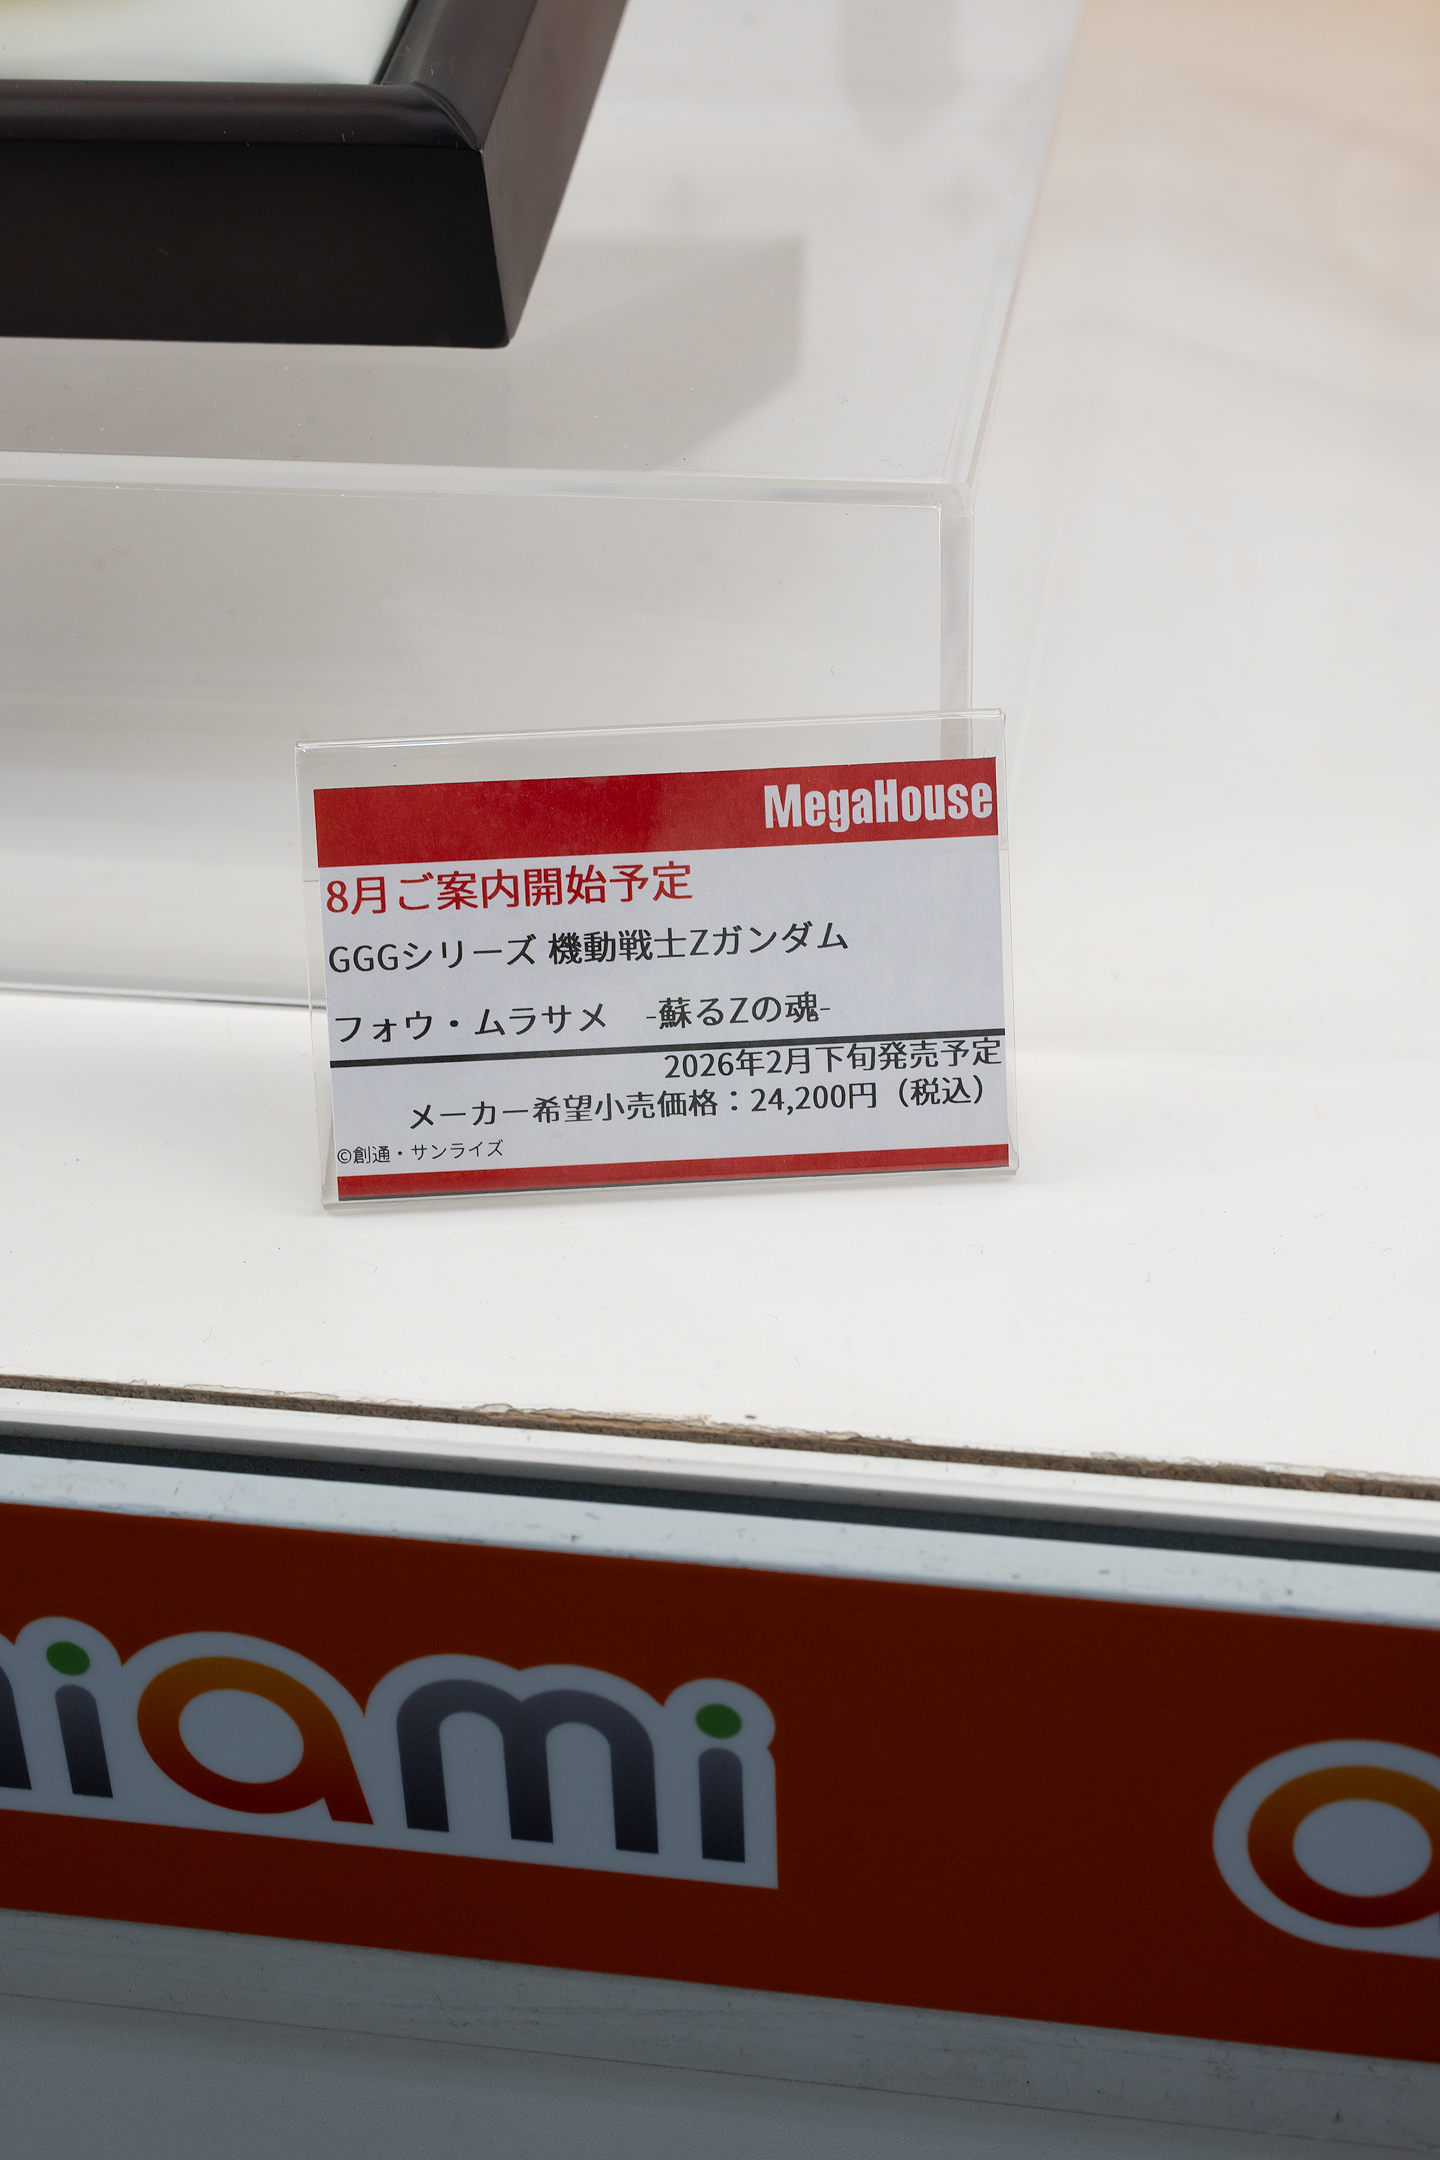 MegaHouse
8月ご案内開始予定
GGGシリーズ 機動戦士Zガンダム
フォウ・ムラサメ　-蘇るZの魂-
2026年2月下旬発売予定
メーカー希望小売価格：24,200円（税込）
©創通・サンライズ
miami
a